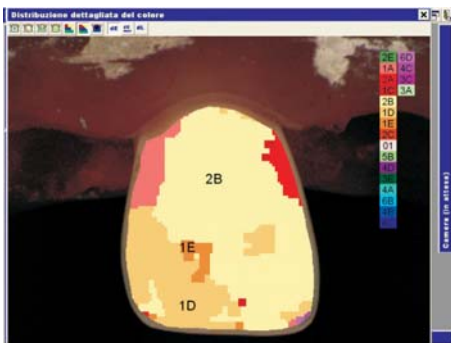 Distribuzione dettagliata del colore
2E 6D
1A 4C
2A 3C
1C 3A
2B
1D
1E
2C
01
5B
4D
3E
4A
6B
2B
1E
1D
Camera (in attesa)